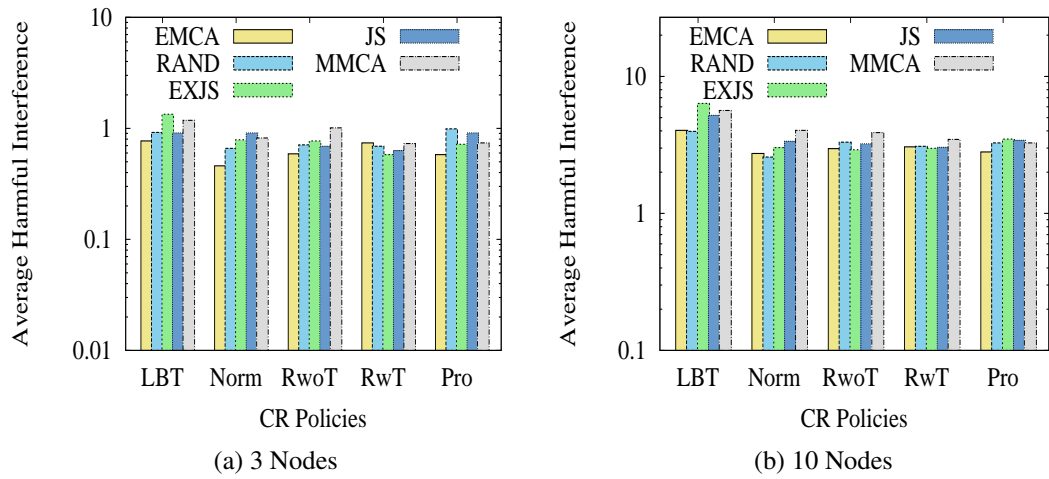 Average Harmful Interference
10
1
0.1
0.01
EMCA
RAND
EXJS
JS
MMCA
LBT Norm RwoT RwT Pro
CR Policies
(a) 3 Nodes
Average Harmful Interference
10
1
0.1
EMCA
RAND
EXJS
JS
MMCA
LBT Norm RwoT RwT Pro
CR Policies
(b) 10 Nodes